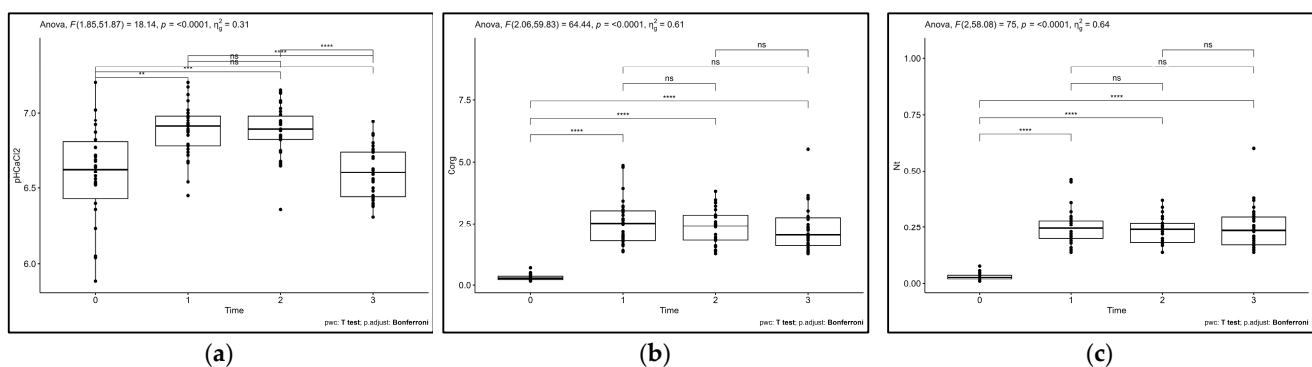 Anova, F(1.85,51.87) = 18.14, p = <0.0001, η²g = 0.31
****
****
ns
ns
***
**
7.0
6.5
6.0
pHCaCl2
0 1 2 3
Time
pwc: T test; p.adjust: Bonferroni
(a)
Anova, F(2.06,59.83) = 64.44, p = <0.0001, η²g = 0.61
ns
ns
ns
****
****
****
7.5
5.0
2.5
0.0
Corg
0 1 2 3
Time
pwc: T test; p.adjust: Bonferroni
(b)
Anova, F(2,58.08) = 75, p = <0.0001, η²g = 0.64
ns
ns
ns
****
****
****
1.00
0.75
0.50
0.25
0.00
Nt
0 1 2 3
Time
pwc: T test; p.adjust: Bonferroni
(c)